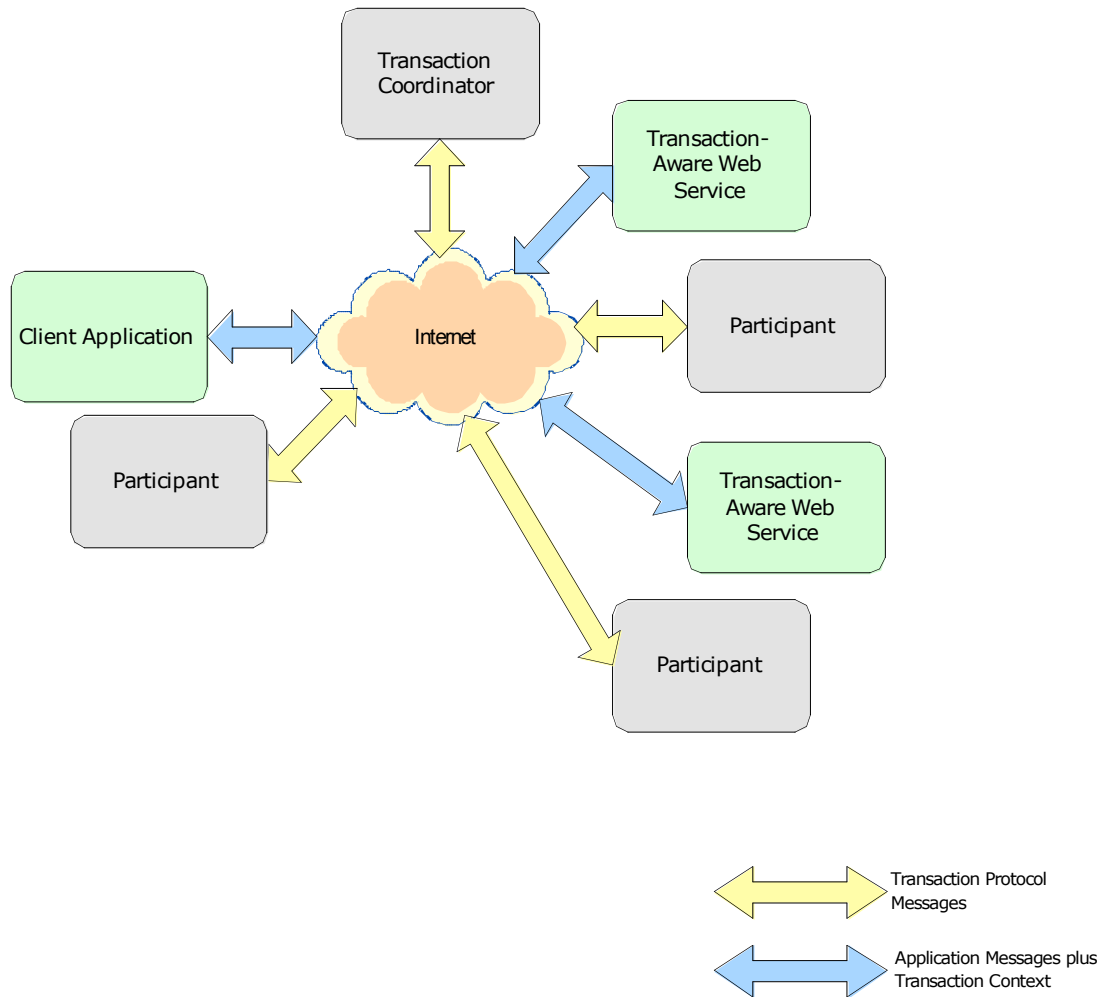 Transaction
Coordinator
Transaction-
Aware Web
Service
Client Application
Internet
Participant
Participant
Transaction-
Aware Web
Service
Participant
Transaction Protocol
Messages
Application Messages plus
Transaction Context